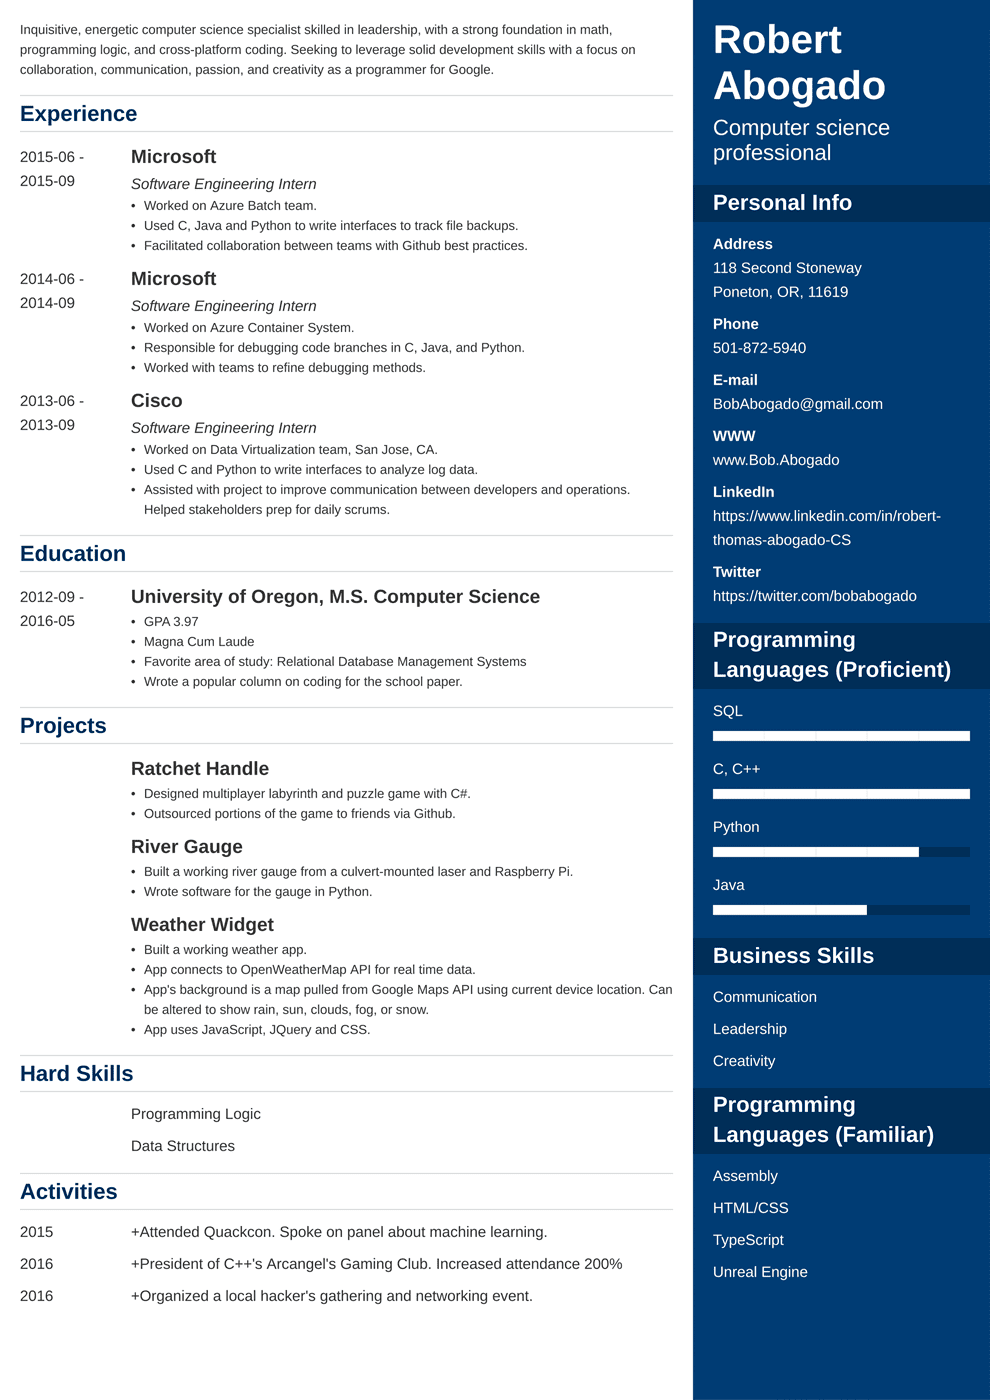 Inquisitive, energetic computer science specialist skilled in leadership, with a strong foundation in math,
programming logic, and cross-platform coding. Seeking to leverage solid development skills with a focus on
collaboration, communication, passion, and creativity as a programmer for Google.
Experience
2015-06 -
2015-09
Microsoft
Software Engineering Intern
• Worked on Azure Batch team.
• Used C, Java and Python to write interfaces to track file backups.
• Facilitated collaboration between teams with Github best practices.
2014-06 -
2014-09
Microsoft
Software Engineering Intern
• Worked on Azure Container System.
• Responsible for debugging code branches in C, Java, and Python.
• Worked with teams to refine debugging methods.
2013-06 -
2013-09
Cisco
Software Engineering Intern
• Worked on Data Virtualization team, San Jose, CA.
• Used C and Python to write interfaces to analyze log data.
• Assisted with project to improve communication between developers and operations.
Helped stakeholders prep for daily scrums.
Education
2012-09 -
2016-05
University of Oregon, M.S. Computer Science
• GPA 3.97
• Magna Cum Laude
• Favorite area of study: Relational Database Management Systems
• Wrote a popular column on coding for the school paper.
Projects
Ratchet Handle
• Designed multiplayer labyrinth and puzzle game with C#.
• Outsourced portions of the game to friends via Github.
River Gauge
• Built a working river gauge from a culvert-mounted laser and Raspberry Pi.
• Wrote software for the gauge in Python.
Weather Widget
• Built a working weather app.
• App connects to OpenWeatherMap API for real time data.
• App's background is a map pulled from Google Maps API using current device location. Can
be altered to show rain, sun, clouds, fog, or snow.
• App uses JavaScript, JQuery and CSS.
Hard Skills
Programming Logic
Data Structures
Activities
2015 +Attended Quackcon. Spoke on panel about machine learning.
2016 +President of C++'s Arcangel's Gaming Club. Increased attendance 200%
2016 +Organized a local hacker's gathering and networking event.
Robert
Abogado
Computer science
professional
Personal Info
Address
118 Second Stoneway
Poneton, OR, 11619
Phone
501-872-5940
E-mail
BobAbogado@gmail.com
WWW
www.Bob.Abogado
LinkedIn
https://www.linkedin.com/in/robert-
thomas-abogado-CS
Twitter
https://twitter.com/bobabogado
Programming
Languages (Proficient)
SQL
C, C++
Python
Java
Business Skills
Communication
Leadership
Creativity
Programming
Languages (Familiar)
Assembly
HTML/CSS
TypeScript
Unreal Engine